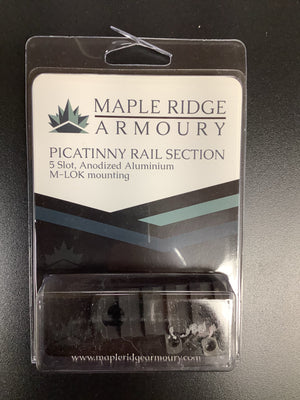 MAPLE RIDGE
ARMOURY
PICATINNY RAIL SECTION
5 Slot, Anodized Aluminium
M-LOK mounting
www.mapleridgearmoury.com